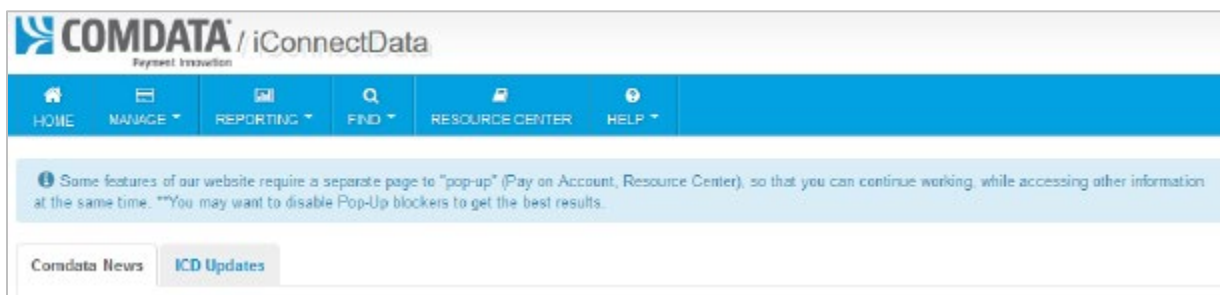 COMDATA / iConnectData
Payment Innovation
HOME MANAGE REPORTING FIND RESOURCE CENTER HELP
Some features of our website require a separate page to "pop-up" (Pay on Account, Resource Center), so that you can continue working, while accessing other information
at the same time. **You may want to disable Pop-Up blockers to get the best results.
Comdata News ICD Updates